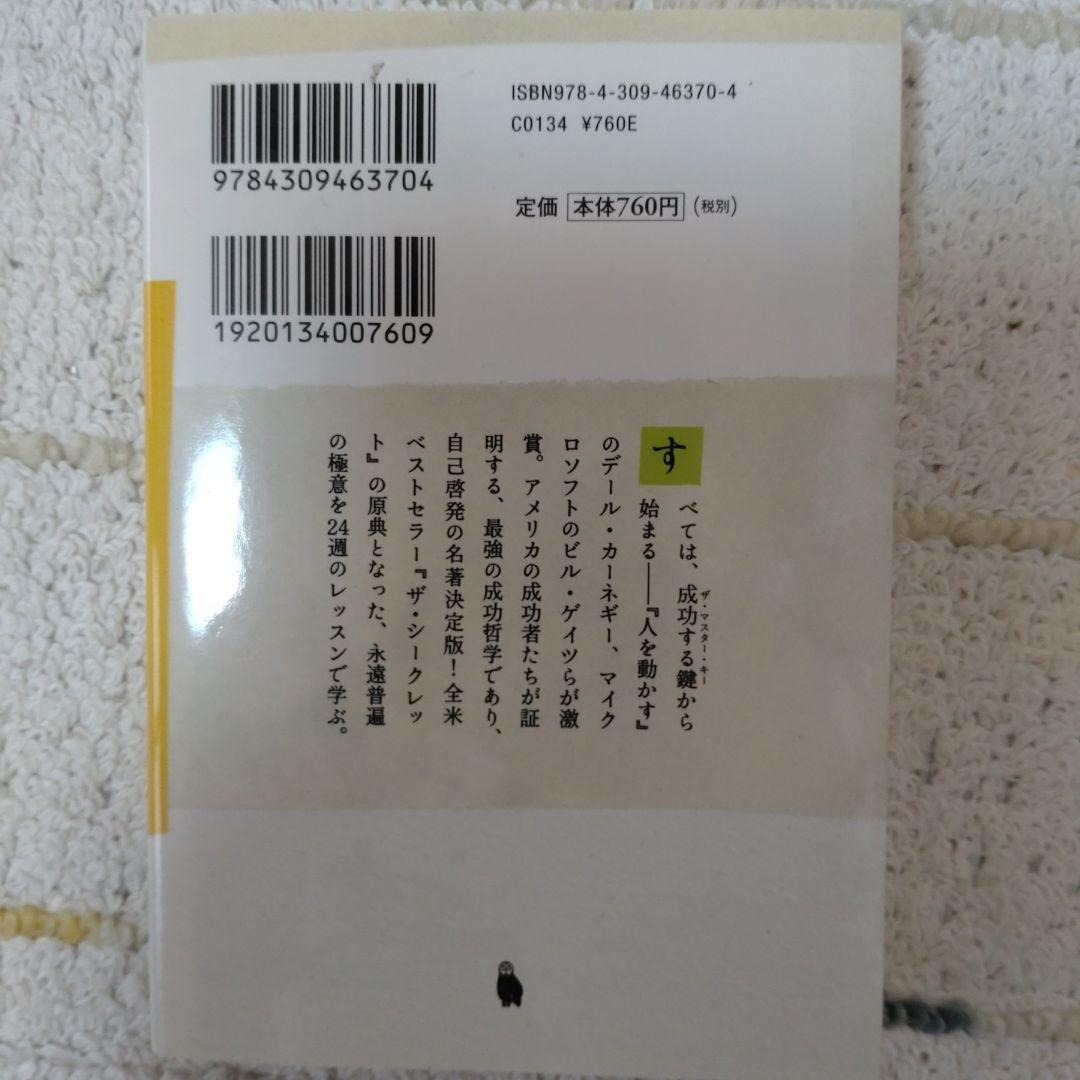 ISBN978-4-309-46370-4
C0134 ¥760E
9784309463704
定価 本体760円 (税別)
1920134007609
すべては、成功する鍵から
ザ・マスター・キー
始まる――『人を動かす』
のデール・カーネギー、マイク
ロソフトのビル・ゲイツらが激
賞。アメリカの成功者たちが証
明する、最強の成功哲学であり、
自己啓発の名著決定版！全米
ベストセラー『ザ・シークレッ
ト』の原典となった、永遠普遍
の極意を24週のレッスンで学ぶ。